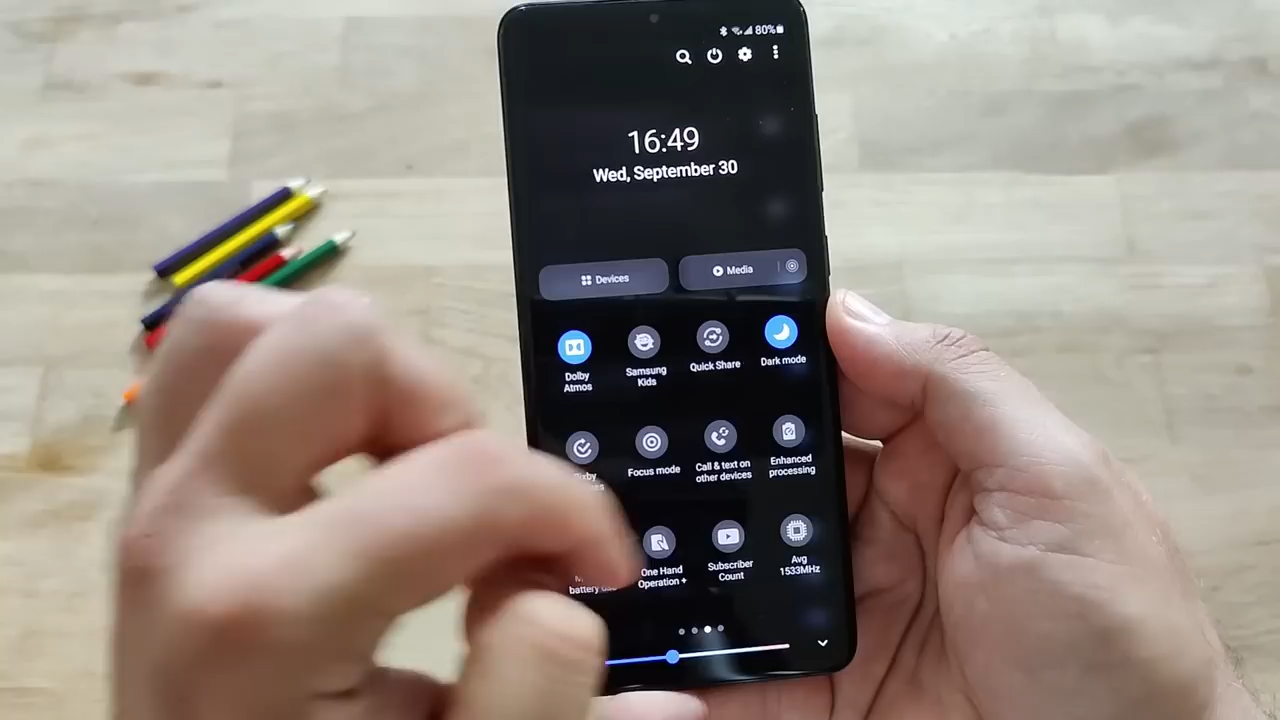 80%
16:49
Wed, September 30
Devices
Media
Dolby
Atmos
Samsung
Kids
Quick Share
Dark mode
Focus mode
Call & text on
other devices
Enhanced
processing
One Hand
Operation +
Subscriber
Count
Avg
1533MHz
battery